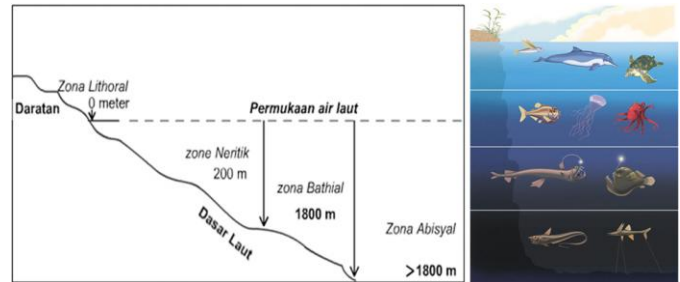 Zona Lithoral
0 meter
Daratan
Permukaan air laut
zone Neritik
200 m
zona Bathial
1800 m
Dasar Laut
Zona Abisyal
>1800 m